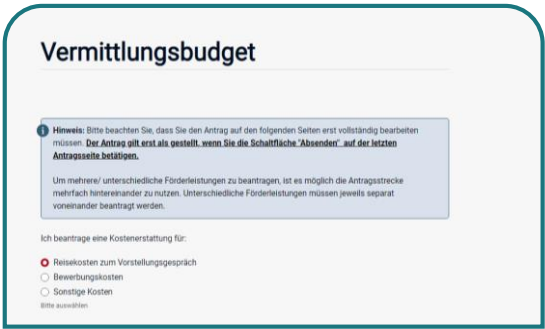 Vermittlungsbudget
Hinweis: Bitte beachten Sie, dass Sie den Antrag auf den folgenden Seiten erst vollständig bearbeiten
müssen. Der Antrag gilt erst als gestellt, wenn Sie die Schaltfläche "Absenden" auf der letzten
Antragsseite betätigen.
Um mehrere/ unterschiedliche Förderleistungen zu beantragen, ist es möglich die Antragsstrecke
mehrfach hintereinander zu nutzen. Unterschiedliche Förderleistungen müssen jeweils separat
voneinander beantragt werden.
Ich beantrage eine Kostenerstattung für:
Reisekosten zum Vorstellungsgespräch
Bewerbungskosten
Sonstige Kosten
Bitte auswählen